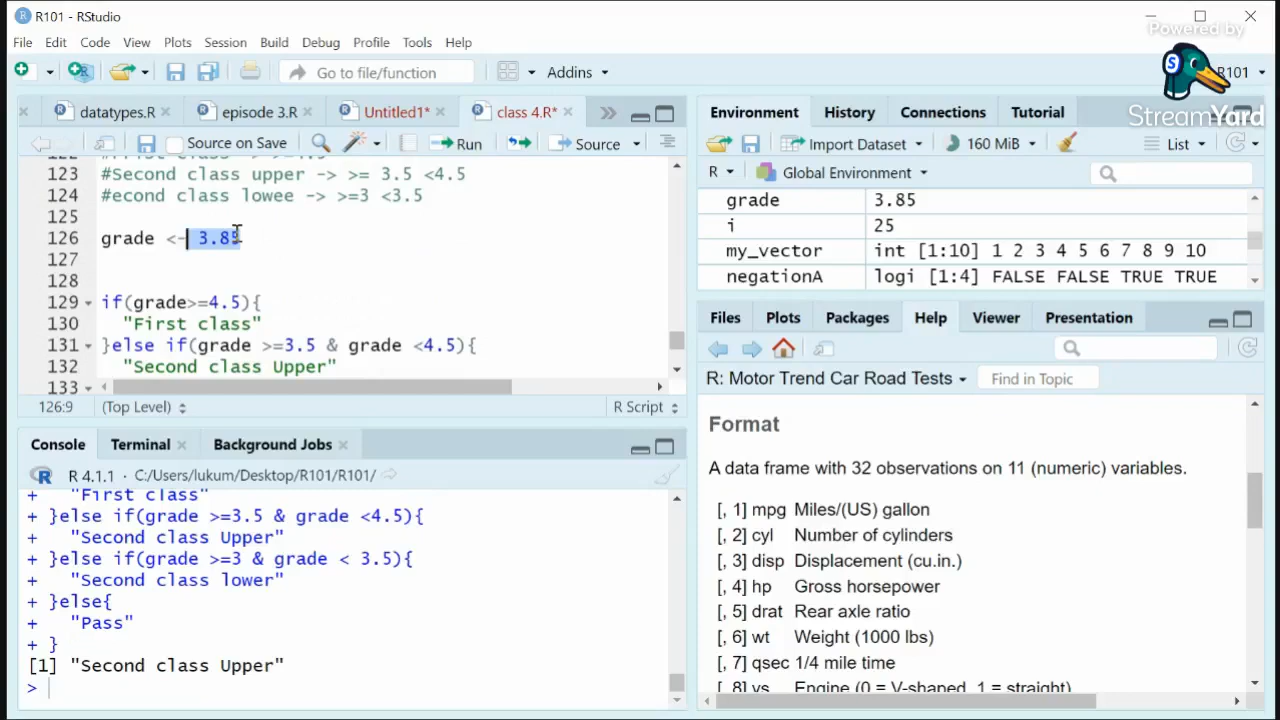 R101 - RStudio
Powered by
File Edit Code View Plots Session Build Debug Profile Tools Help
Go to file/function
Addins
R101
StreamYard
datatypes.R
episode 3.R
Untitled1*
class 4.R*
Source on Save
Run
Source
#Second class upper -> >= 3.5 <4.5
#econd class lowee -> >=3 <3.5
123
124
125
126 grade <- 3.85
127
128
129 if(grade>=4.5){
130 "First class"
131 }else if(grade >=3.5 & grade <4.5){
132 "Second class Upper"
133
126:9 (Top Level) R Script
Console Terminal Background Jobs
R 4.1.1 · C:/Users/lukum/Desktop/R101/R101/
+ "First class"
+ }else if(grade >=3.5 & grade <4.5){
+ "Second class Upper"
+ }else if(grade >=3 & grade < 3.5){
+ "Second class lower"
+ }else{
+ "Pass"
+ }
[1] "Second class Upper"
>
Environment History Connections Tutorial
Import Dataset 160 MiB List
R Global Environment
grade 3.85
i 25
my_vector int [1:10] 1 2 3 4 5 6 7 8 9 10
negationA logi [1:4] FALSE FALSE TRUE TRUE
Files Plots Packages Help Viewer Presentation
R: Motor Trend Car Road Tests Find in Topic
Format
A data frame with 32 observations on 11 (numeric) variables.
[, 1] mpg Miles/(US) gallon
[, 2] cyl Number of cylinders
[, 3] disp Displacement (cu.in.)
[, 4] hp Gross horsepower
[, 5] drat Rear axle ratio
[, 6] wt Weight (1000 lbs)
[, 7] qsec 1/4 mile time
[, 8] vs Engine (0 = V-shaped, 1 = straight)